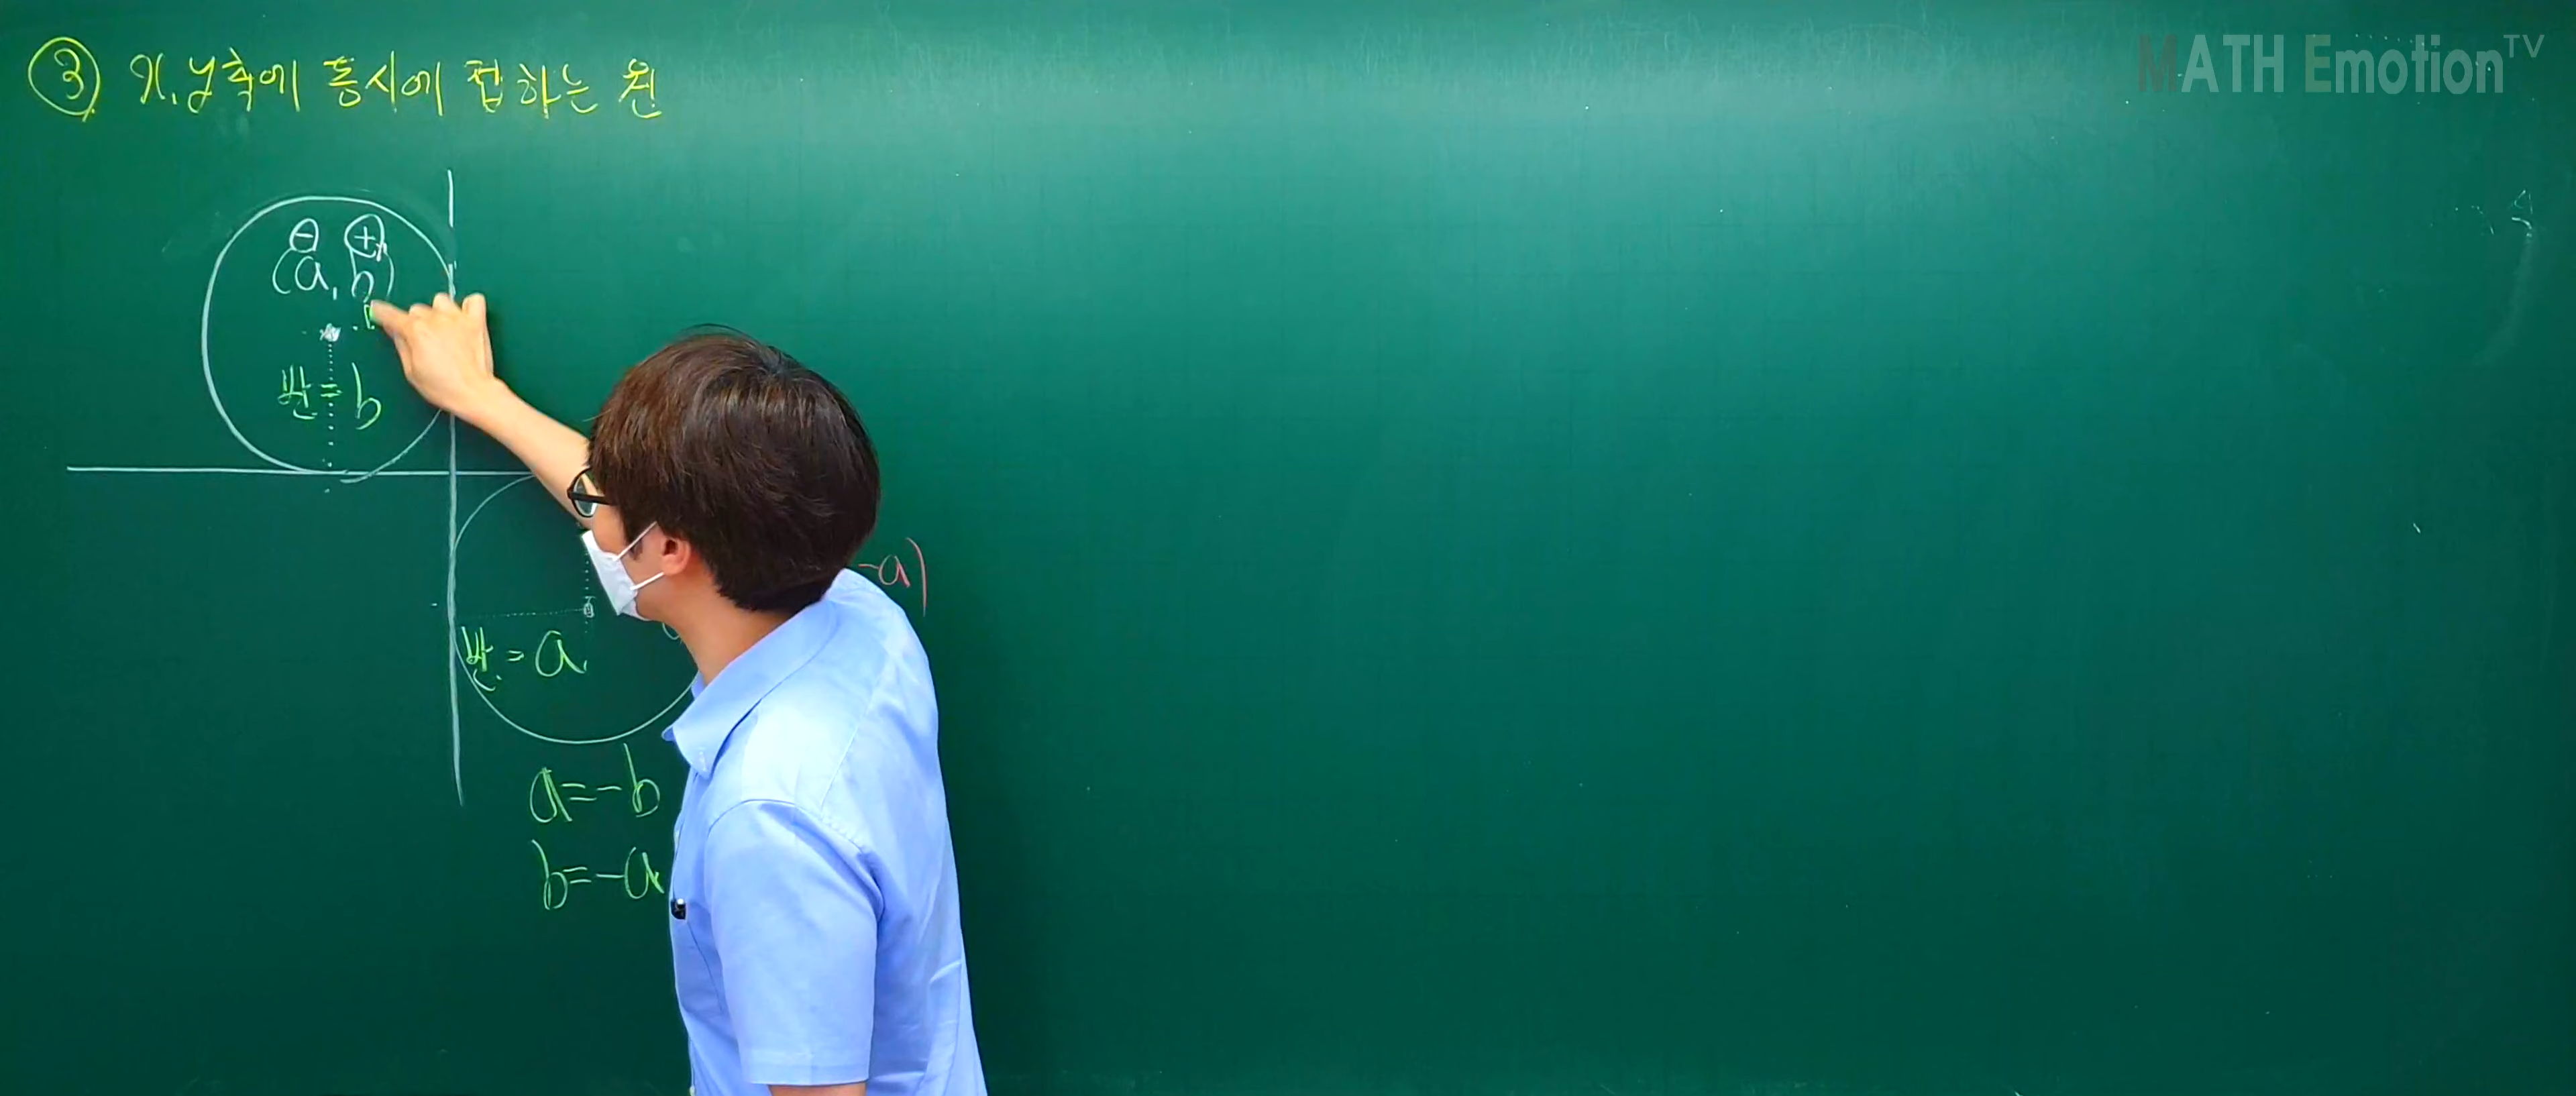 ③ x, y축에 동시에 접하는 원
MATH Emotion TV
⊖ ⊕
(a, b)
반 = b
-a)
반 = a
a = -b
b = -a